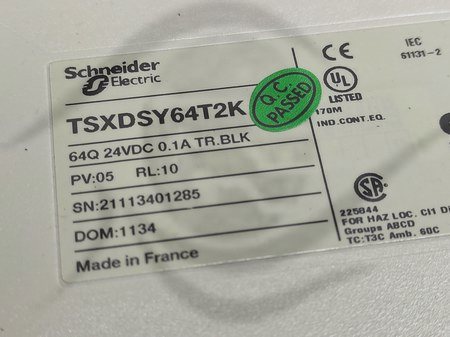 Schneider
Electric
TSXDSY64T2K
64Q 24VDC 0.1A TR.BLK
PV:05 RL:10
SN:21113401285
DOM:1134
Made in France
Q.C.
PASSED
CE
IEC
61131-2
UL
LISTED
170M
IND.CONT.EQ.
SA
225844
FOR HAZ LOC. Cl1
Groups ABCD
TC:T3C Amb. 60C